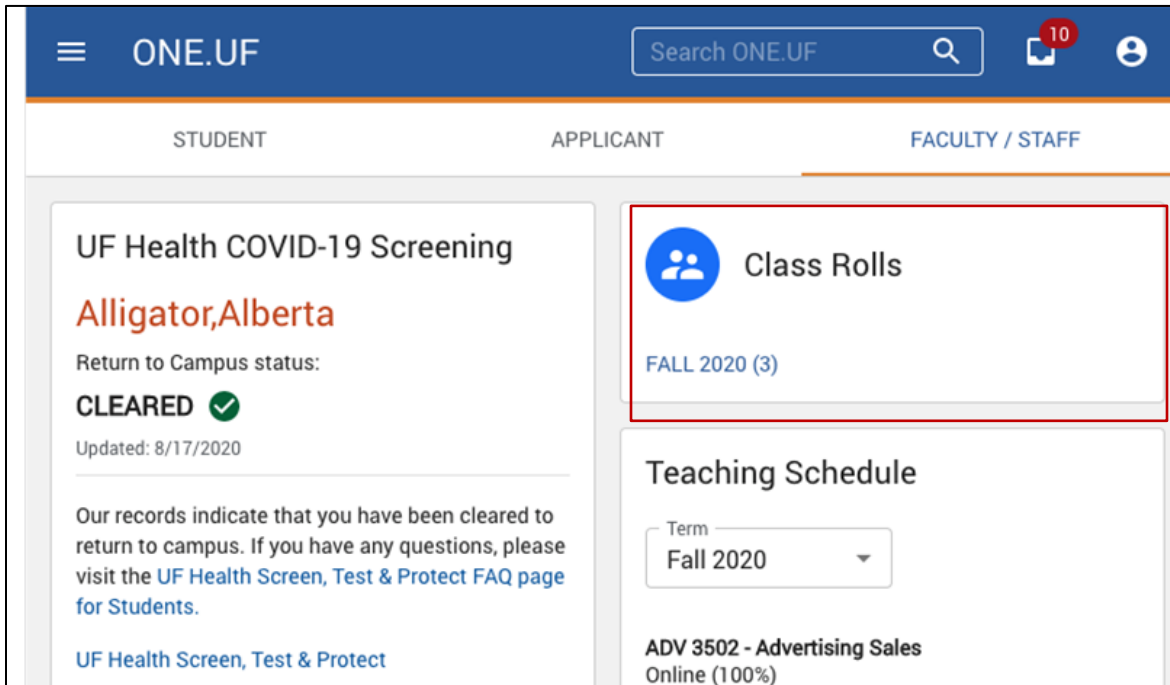 ONE.UF
Search ONE.UF
10
STUDENT
APPLICANT
FACULTY / STAFF
UF Health COVID-19 Screening
Alligator,Alberta
Return to Campus status:
CLEARED
Updated: 8/17/2020
Our records indicate that you have been cleared to
return to campus. If you have any questions, please
visit the UF Health Screen, Test & Protect FAQ page
for Students.
UF Health Screen, Test & Protect
Class Rolls
FALL 2020 (3)
Teaching Schedule
Term
Fall 2020
ADV 3502 - Advertising Sales
Online (100%)